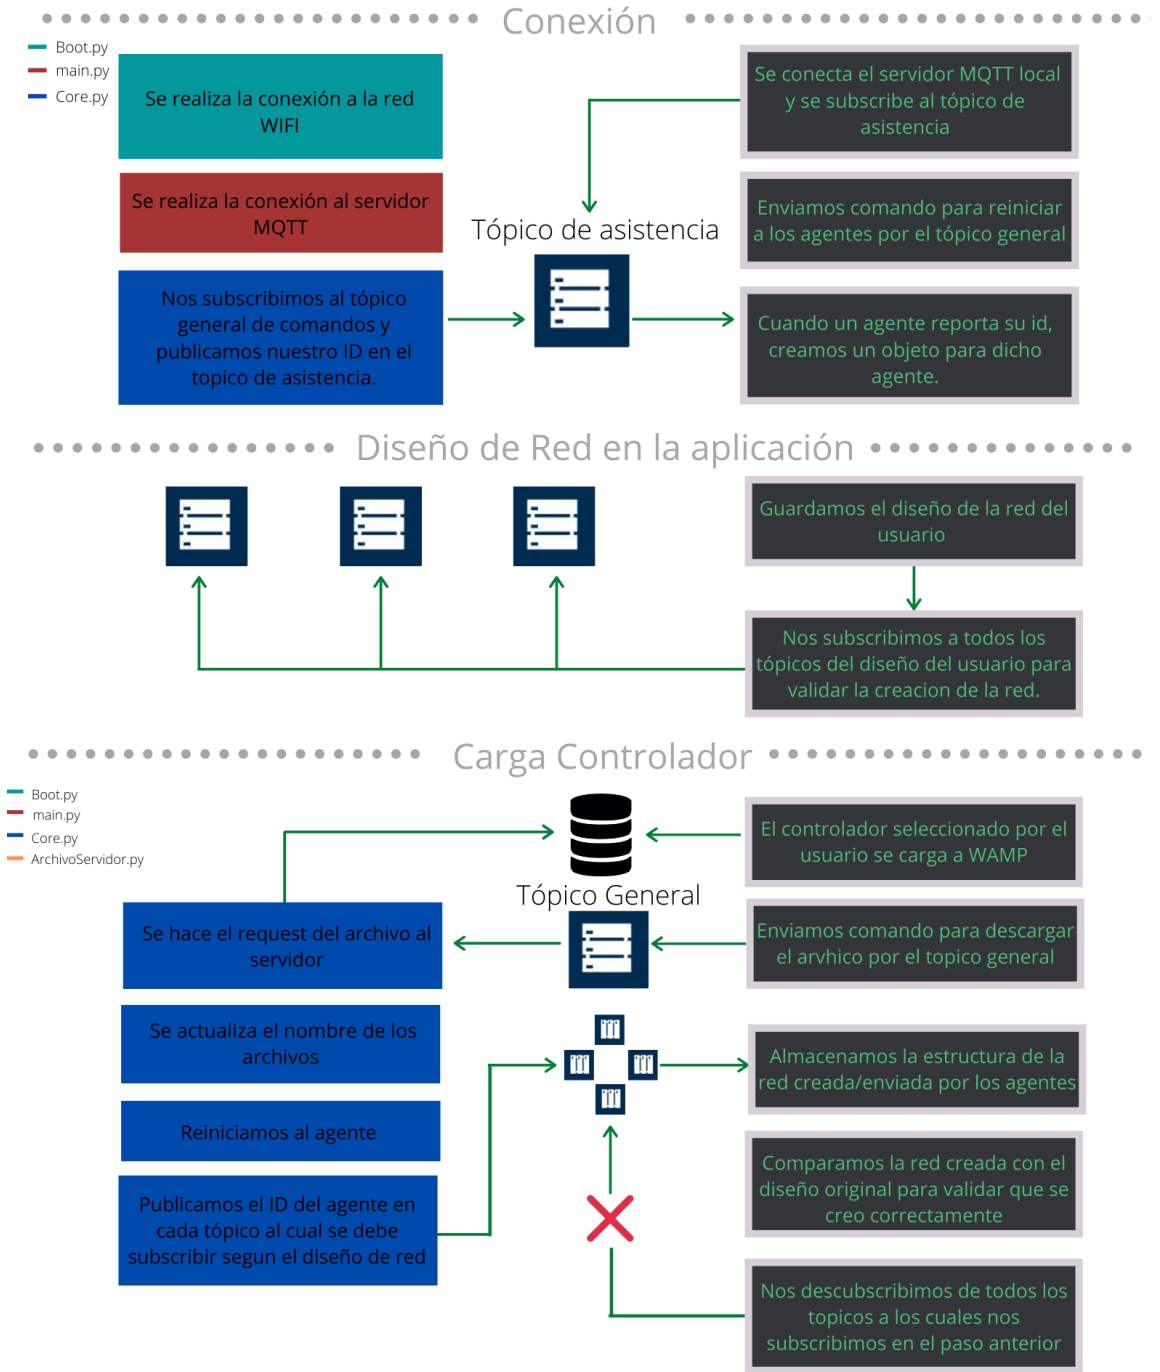 Conexión
Boot.py
main.py
Core.py
Se realiza la conexión a la red
WIFI
Se realiza la conexión al servidor
MQTT
Nos subscribimos al tópico
general de comandos y
publicamos nuestro ID en el
topico de asistencia.
Tópico de asistencia
Se conecta el servidor MQTT local
y se subscribe al tópico de
asistencia
Enviamos comando para reiniciar
a los agentes por el tópico general
Cuando un agente reporta su id,
creamos un objeto para dicho
agente.
Diseño de Red en la aplicación
Guardamos el diseño de la red del
usuario
Nos subscribimos a todos los
tópicos del diseño del usuario para
validar la creacion de la red.
Carga Controlador
Boot.py
main.py
Core.py
ArchivoServidor.py
El controlador seleccionado por el
usuario se carga a WAMP
Tópico General
Enviamos comando para descargar
el arvhico por el topico general
Se hace el request del archivo al
servidor
Se actualiza el nombre de los
archivos
Reiniciamos al agente
Publicamos el ID del agente en
cada tópico al cual se debe
subscribir segun el diseño de red
Almacenamos la estructura de la
red creada/enviada por los agentes
Comparamos la red creada con el
diseño original para validar que se
creo correctamente
Nos descubscribimos de todos los
topicos a los cuales nos
subscribimos en el paso anterior